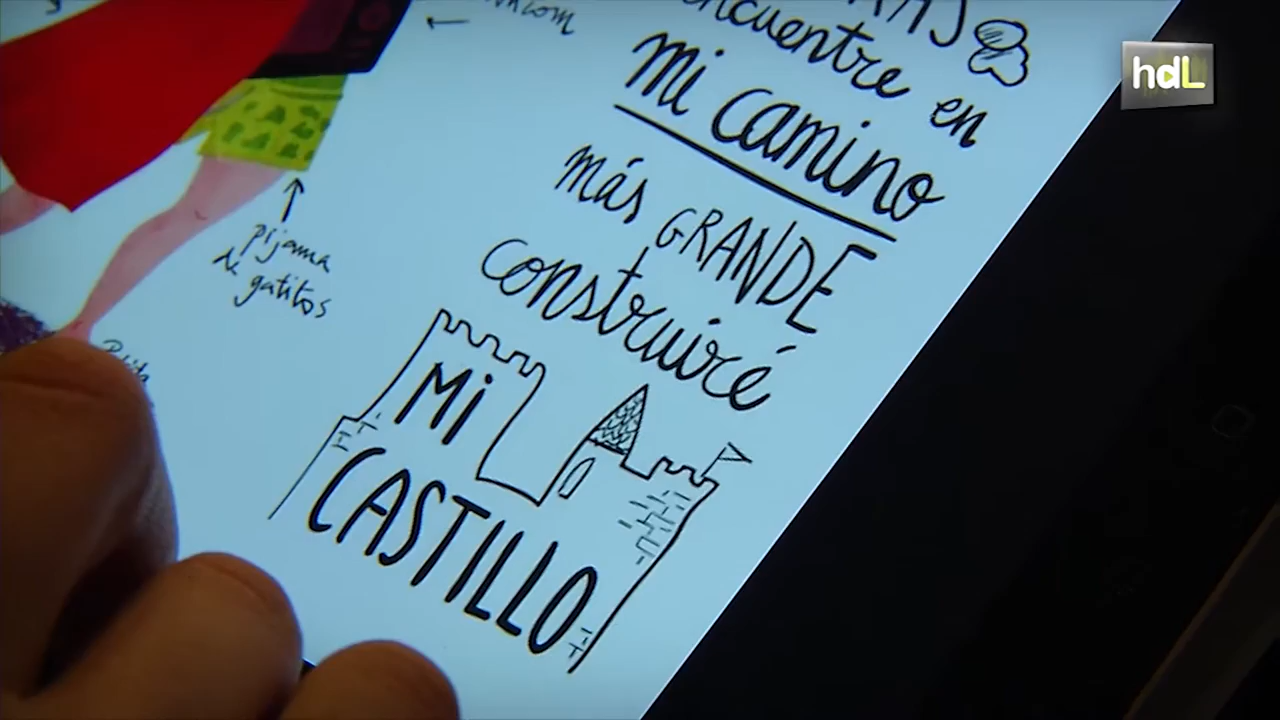 encuentre en
mi camino
más GRANDE
construiré
MI
CASTILLO
pijama
de gatitos
hdL